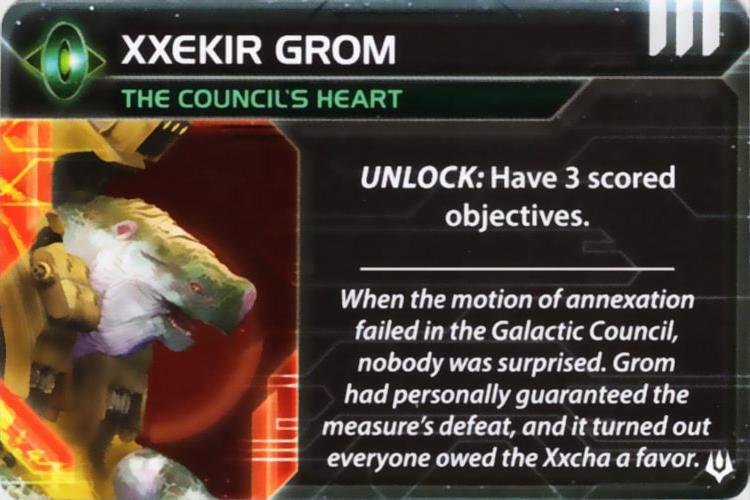 XXEKIR GROM
THE COUNCIL'S HEART
UNLOCK: Have 3 scored
objectives.
When the motion of annexation
failed in the Galactic Council,
nobody was surprised. Grom
had personally guaranteed the
measure's defeat, and it turned out
everyone owed the Xxcha a favor.